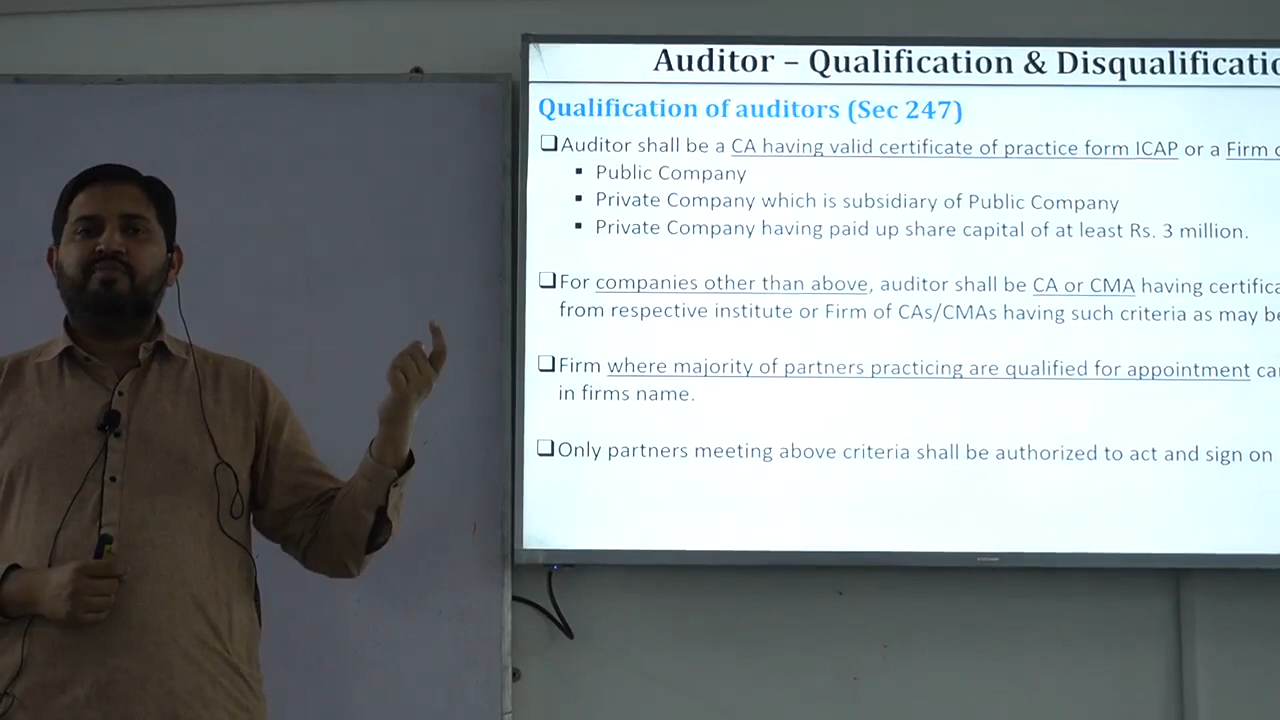 Auditor – Qualification & Disqualificatio
Qualification of auditors (Sec 247)
❑Auditor shall be a CA having valid certificate of practice form ICAP or a Firm
▪ Public Company
▪ Private Company which is subsidiary of Public Company
▪ Private Company having paid up share capital of at least Rs. 3 million.
❑For companies other than above, auditor shall be CA or CMA having certifica
from respective institute or Firm of CAs/CMAs having such criteria as may be
❑Firm where majority of partners practicing are qualified for appointment ca
in firms name.
❑Only partners meeting above criteria shall be authorized to act and sign on